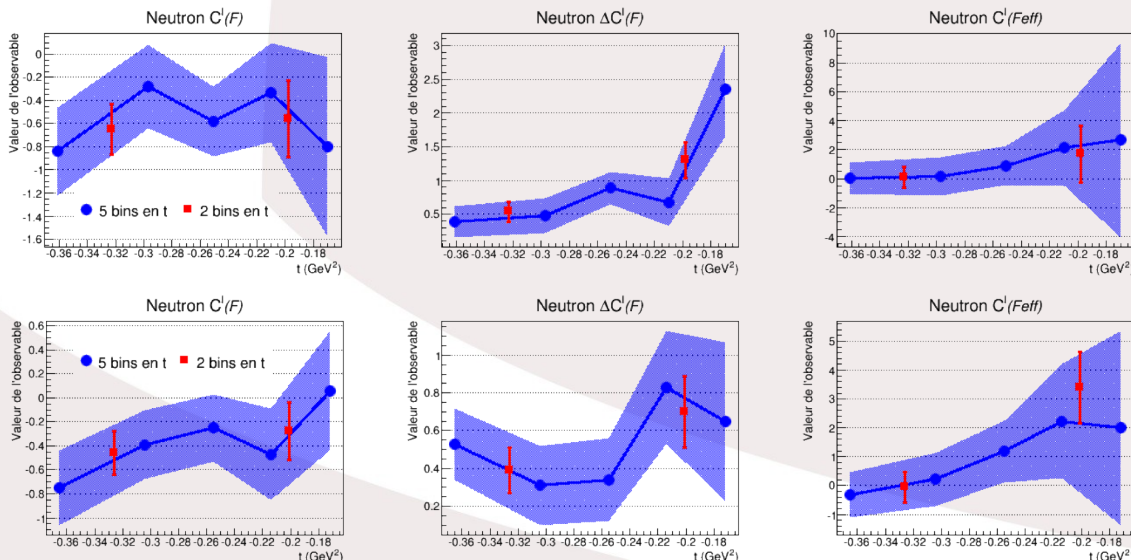 Neutron C^I(F)
Valeur de l'observable
0
-0.2
-0.4
-0.6
-0.8
-1
-1.2
-1.4
-1.6
5 bins en t
2 bins en t
-0.36 -0.34 -0.32 -0.3 -0.28 -0.26 -0.24 -0.22 -0.2 -0.18
t (GeV²)
Neutron ΔC^I(F)
Valeur de l'observable
3
2.5
2
1.5
1
0.5
-0.36 -0.34 -0.32 -0.3 -0.28 -0.26 -0.24 -0.22 -0.2 -0.18
t (GeV²)
Neutron C^I(Feff)
Valeur de l'observable
10
8
6
4
2
0
-2
-4
-0.36 -0.34 -0.32 -0.3 -0.28 -0.26 -0.24 -0.22 -0.2 -0.18
t (GeV²)
Neutron C^I(F)
Valeur de l'observable
0.6
0.4
0.2
0
-0.2
-0.4
-0.6
-0.8
-1
5 bins en t
2 bins en t
-0.36 -0.34 -0.32 -0.3 -0.28 -0.26 -0.24 -0.22 -0.2 -0.18
t (GeV²)
Neutron ΔC^I(F)
Valeur de l'observable
1
0.8
0.6
0.4
0.2
-0.36 -0.34 -0.32 -0.3 -0.28 -0.26 -0.24 -0.22 -0.2 -0.18
t (GeV²)
Neutron C^I(Feff)
Valeur de l'observable
5
4
3
2
1
0
-1
-0.36 -0.34 -0.32 -0.3 -0.28 -0.26 -0.24 -0.22 -0.2 -0.18
t (GeV²)